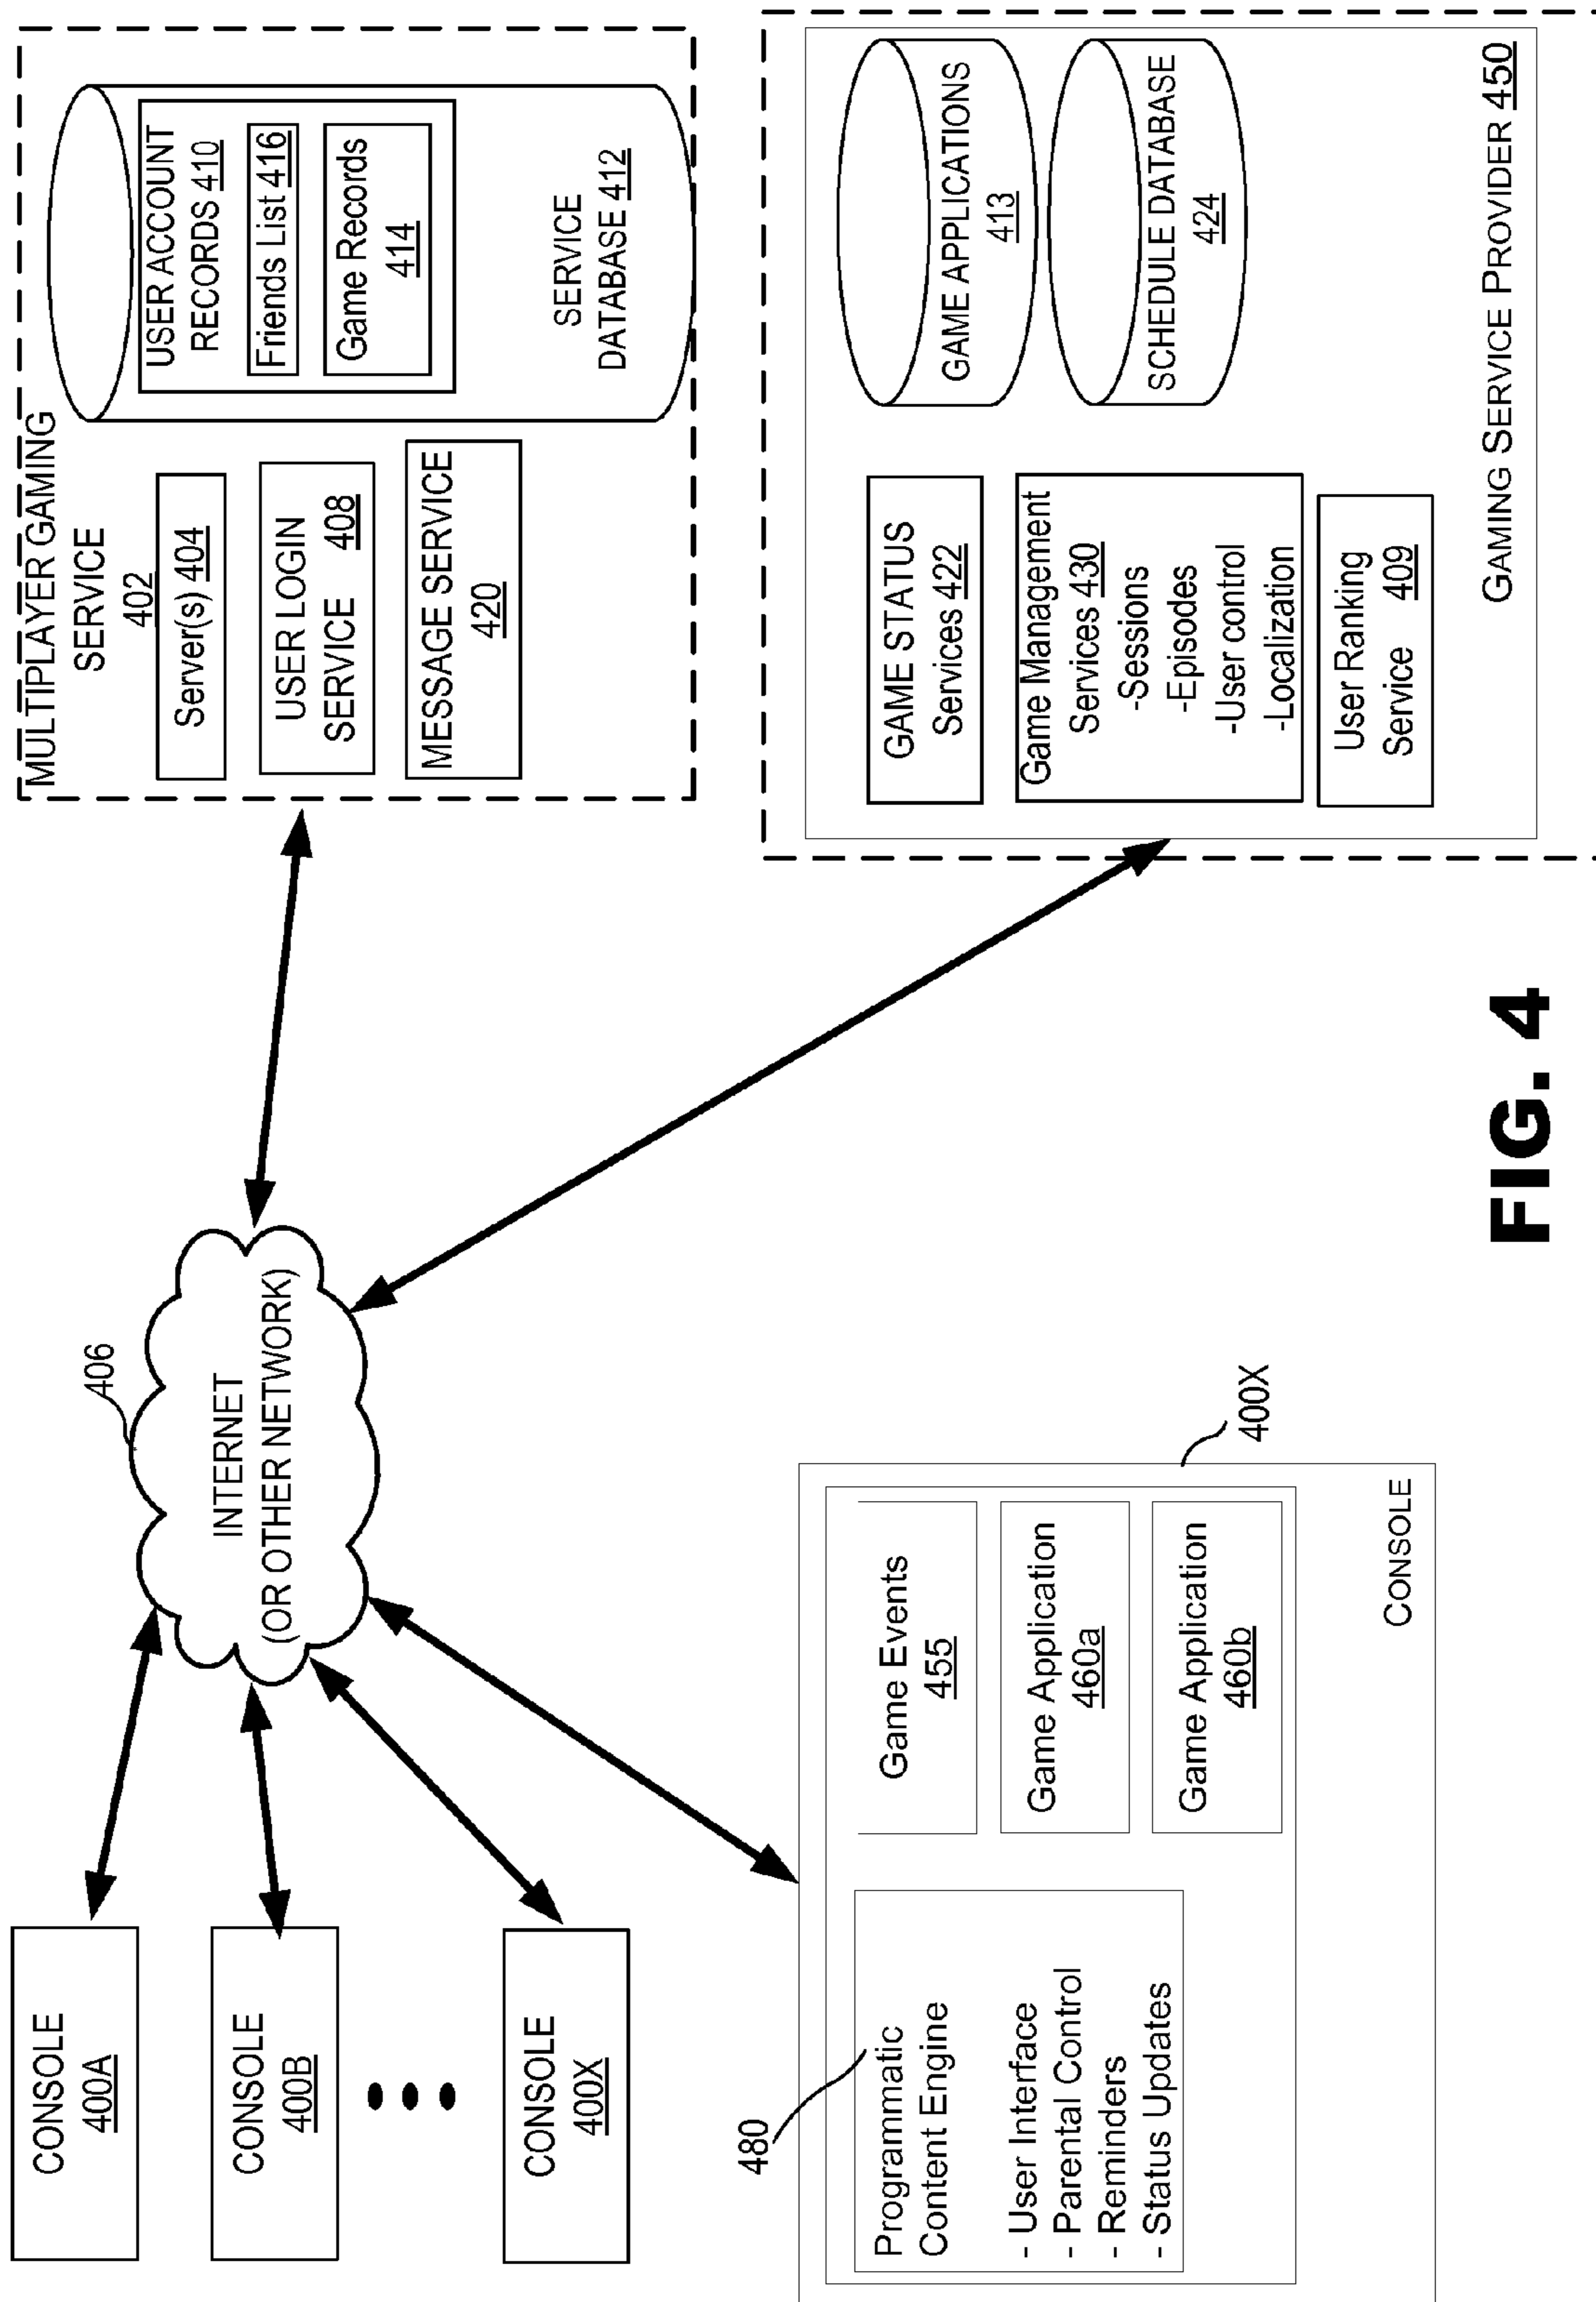 CONSOLE
400A
CONSOLE
400B
CONSOLE
400X
406
INTERNET
(OR OTHER NETWORK)
MULTIPLAYER GAMING
SERVICE
402
Server(s) 404
USER LOGIN
SERVICE 408
MESSAGE SERVICE
420
USER ACCOUNT
RECORDS 410
Friends List 416
Game Records
414
SERVICE
DATABASE 412
480
Programmatic
Content Engine
- User Interface
- Parental Control
- Reminders
- Status Updates
Game Events
455
Game Application
460a
Game Application
460b
CONSOLE
400X
GAME STATUS
Services 422
Game Management
Services 430
-Sessions
-Episodes
-User control
-Localization
User Ranking
Service 409
GAME APPLICATIONS
413
SCHEDULE DATABASE
424
GAMING SERVICE PROVIDER 450
FIG. 4